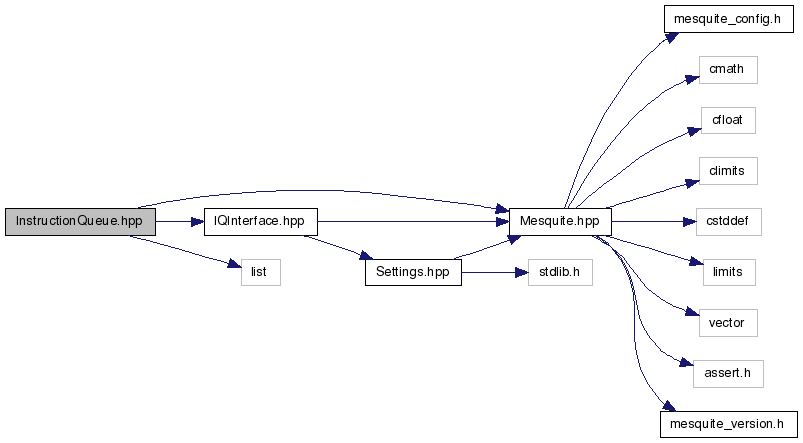 mesquite_config.h
cmath
cfloat
climits
InstructionQueue.hpp
IQInterface.hpp
Mesquite.hpp
cstddef
list
Settings.hpp
stdlib.h
limits
vector
assert.h
mesquite_version.h